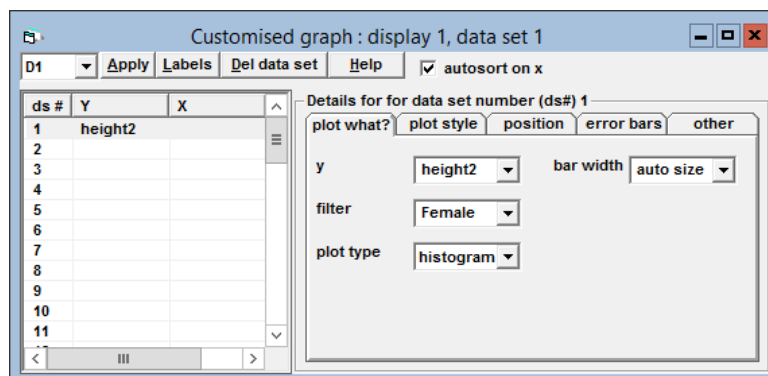 Customised graph : display 1, data set 1
D1 Apply Labels Del data set Help autosort on x
ds # Y X
1 height2
2
3
4
5
6
7
8
9
10
11
Details for for data set number (ds#) 1
plot what? plot style position error bars other
y height2 bar width auto size
filter Female
plot type histogram